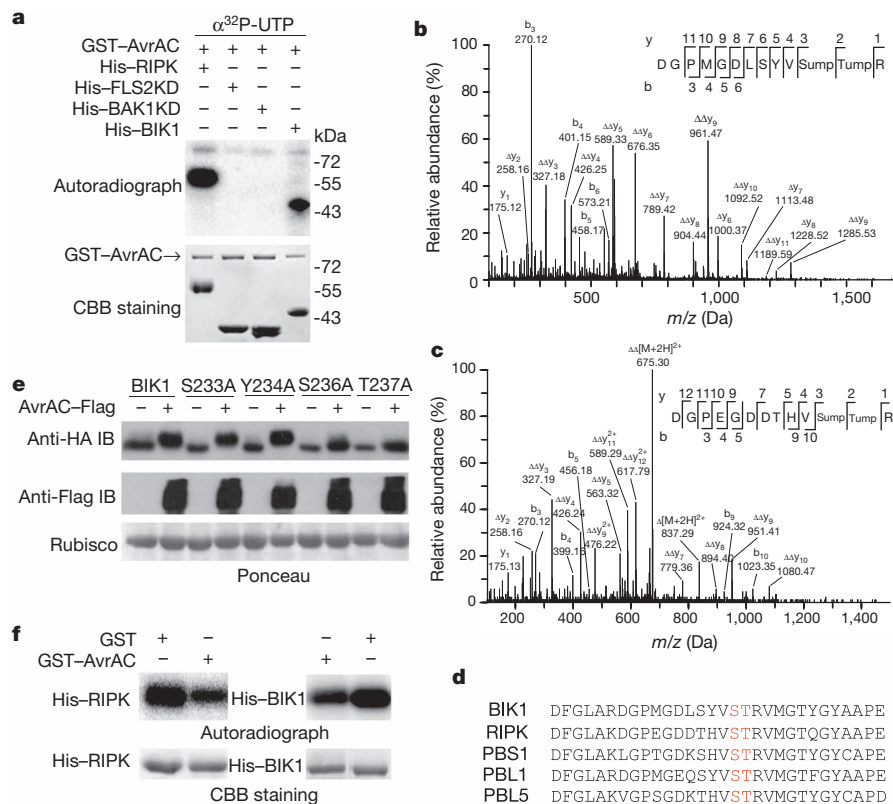 a
α32P-UTP
GST–AvrAC + + + +
His–RIPK + – – –
His–FLS2KD – + – –
His–BAK1KD – – + –
His–BIK1 – – – +
kDa
Autoradiograph
-72
-55
-43
GST–AvrAC→
CBB staining
-72
-55
-43
b
Relative abundance (%)
100
80
60
40
20
0
500 1,000 1,500
m/z (Da)
y 11 10 9 8 6 5 4 3 2 1
D G P M G D L S Y V Sump Tump R
b 3 4 5 6
y1
175.12
ΔΔy2
258.16
b3
270.12
ΔΔy3
327.18
b4
401.15
ΔΔy4
426.25
b5
458.17
b6
573.21
ΔΔy5
589.33
ΔΔy6
676.35
ΔΔy7
789.42
ΔΔy8
904.44
ΔΔy9
961.47
Δy6
1000.37
ΔΔy10
1092.52
Δy7
1113.48
ΔΔy11
1189.59
Δy8
1228.52
ΔΔy9
1285.53
c
Relative abundance (%)
100
80
60
40
20
0
200 400 600 800 1,000 1,200 1,400
m/z (Da)
y 12 11 10 9 7 5 4 3 2 1
D G P E G D D T H V Sump Tump R
b 3 4 5 9 10
y1
175.13
Δy2
258.16
b3
270.12
ΔΔy3
327.19
b4
ΔΔy4
426.24
b5
456.18
ΔΔy9 2+
476.22
ΔΔy5
563.32
ΔΔy11 2+
589.29
ΔΔy12 2+
617.79
ΔΔ[M+2H]2+
675.30
ΔΔy7
779.36
Δ[M+2H]2+
837.29
ΔΔy8
b9
924.32
ΔΔy9
951.41
b10
1023.35
ΔΔy10
1080.47
e
BIK1 S233A Y234A S236A T237A
AvrAC–Flag – + – + – + – + – +
Anti-HA IB
Anti-Flag IB
Rubisco
Ponceau
f
GST + – – +
GST–AvrAC – + + –
His–RIPK His–BIK1
Autoradiograph
His–RIPK His–BIK1
CBB staining
d
BIK1 DFGLARDGPMGDLSYVSTRVMGTYGYAAPE
RIPK DFGLAKDGPEGDDTHVSTRVMGTQGYAAPE
PBS1 DFGLAKLGPTGDKSHVSTRVMGTYGYCAPE
PBL1 DFGLARDGPMGEQSYVSTRVMGTFGYAAPE
PBL5 DFGLAKVGPSGDKTHVSTRVMGTYGYCAPD